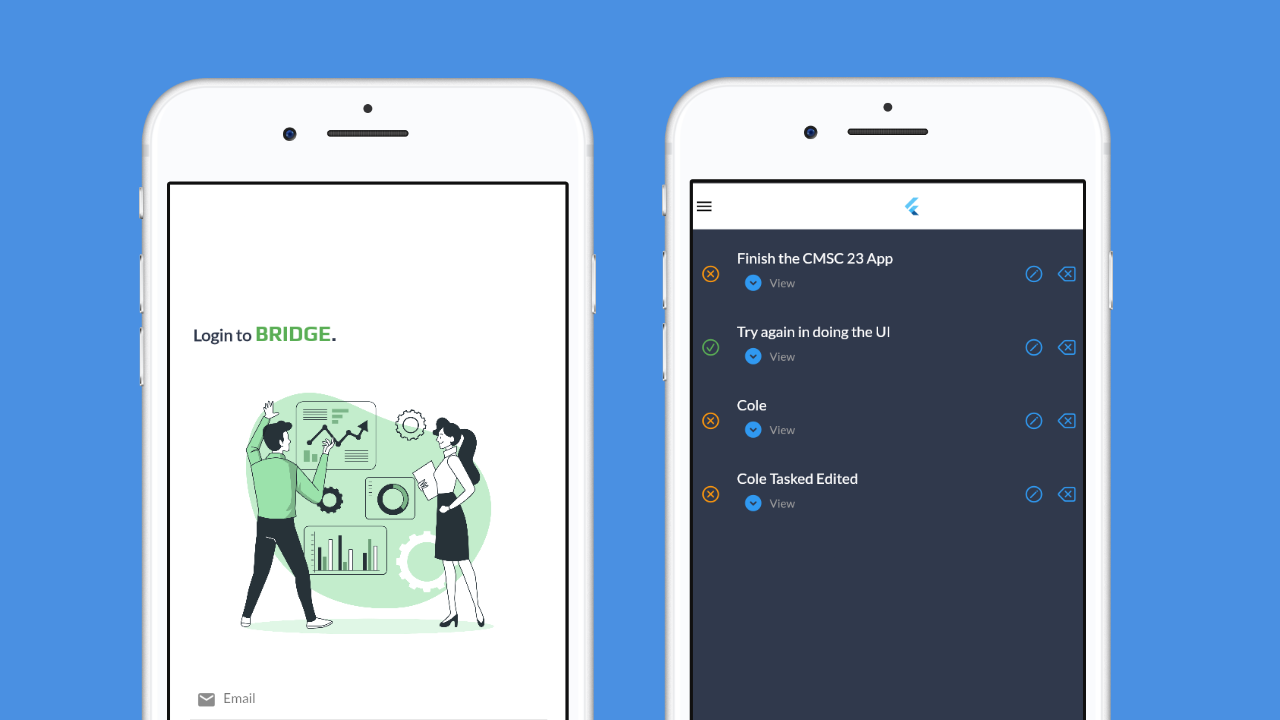 Login to BRIDGE.
Email
Finish the CMSC 23 App
View
Try again in doing the UI
View
Cole
View
Cole Tasked Edited
View